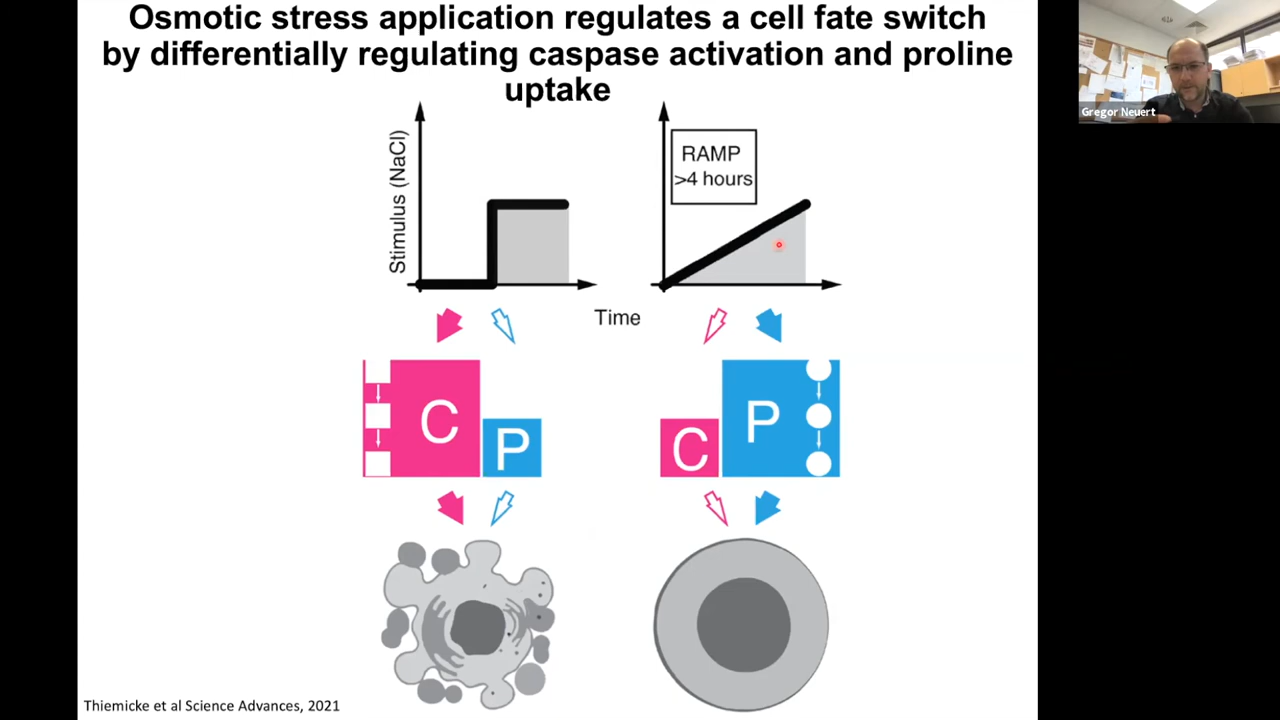 Osmotic stress application regulates a cell fate switch
by differentially regulating caspase activation and proline
uptake
Gregor Neuert
Stimulus (NaCl)
RAMP
>4 hours
Time
C
P
C
P
Thiemicke et al Science Advances, 2021